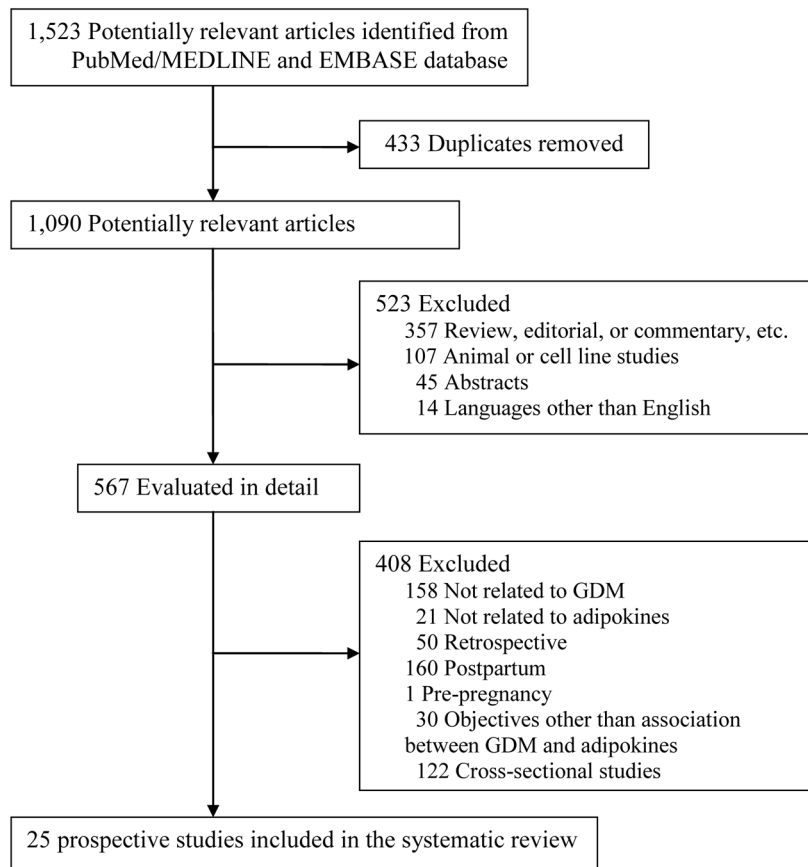 1,523 Potentially relevant articles identified from
PubMed/MEDLINE and EMBASE database
433 Duplicates removed
1,090 Potentially relevant articles
523 Excluded
357 Review, editorial, or commentary, etc.
107 Animal or cell line studies
45 Abstracts
14 Languages other than English
567 Evaluated in detail
408 Excluded
158 Not related to GDM
21 Not related to adipokines
50 Retrospective
160 Postpartum
1 Pre-pregnancy
30 Objectives other than association
between GDM and adipokines
122 Cross-sectional studies
25 prospective studies included in the systematic review